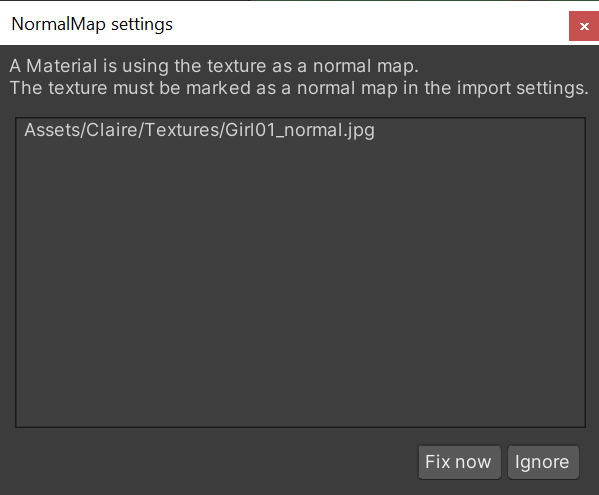 NormalMap settings
A Material is using the texture as a normal map.
The texture must be marked as a normal map in the import settings.
Assets/Claire/Textures/Girl01_normal.jpg
Fix now
Ignore